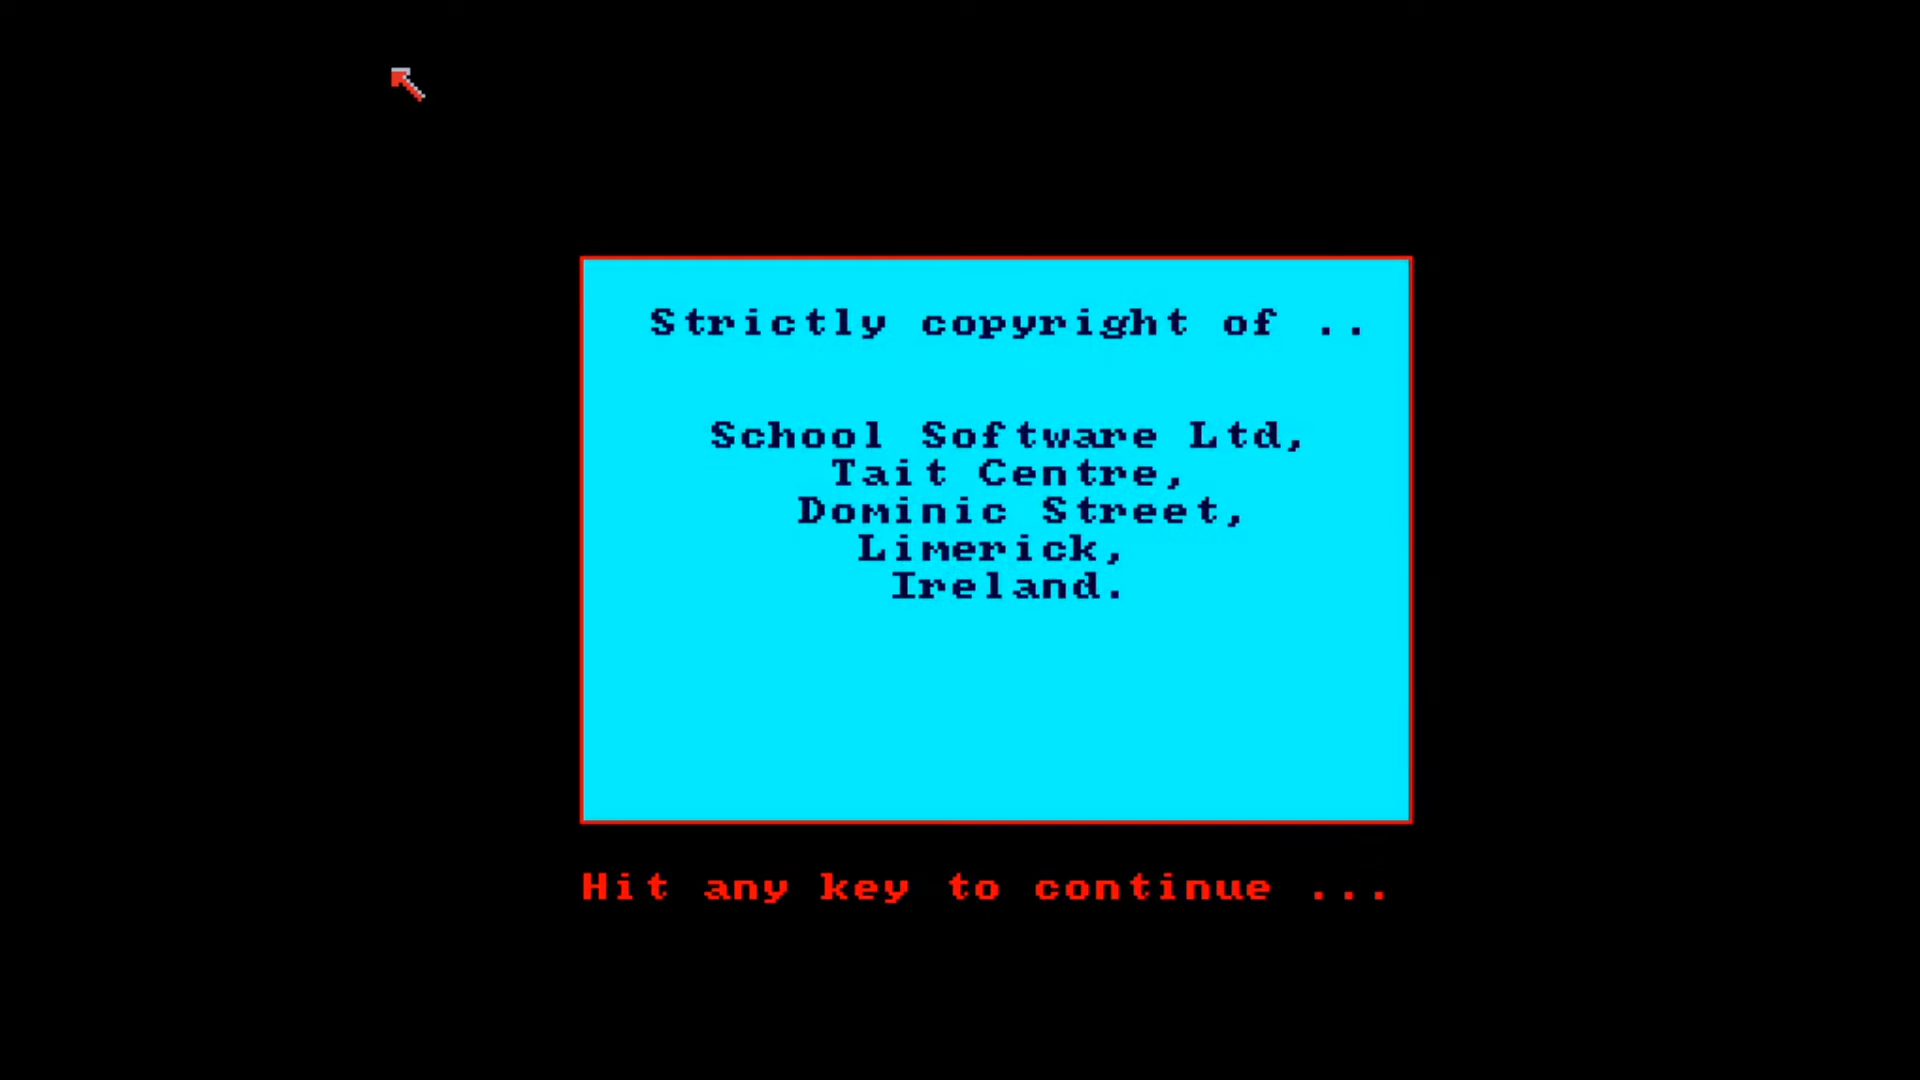 Strictly copyright of ..
School Software Ltd,
Tait Centre,
Dominic Street,
Limerick,
Ireland.
Hit any key to continue ...